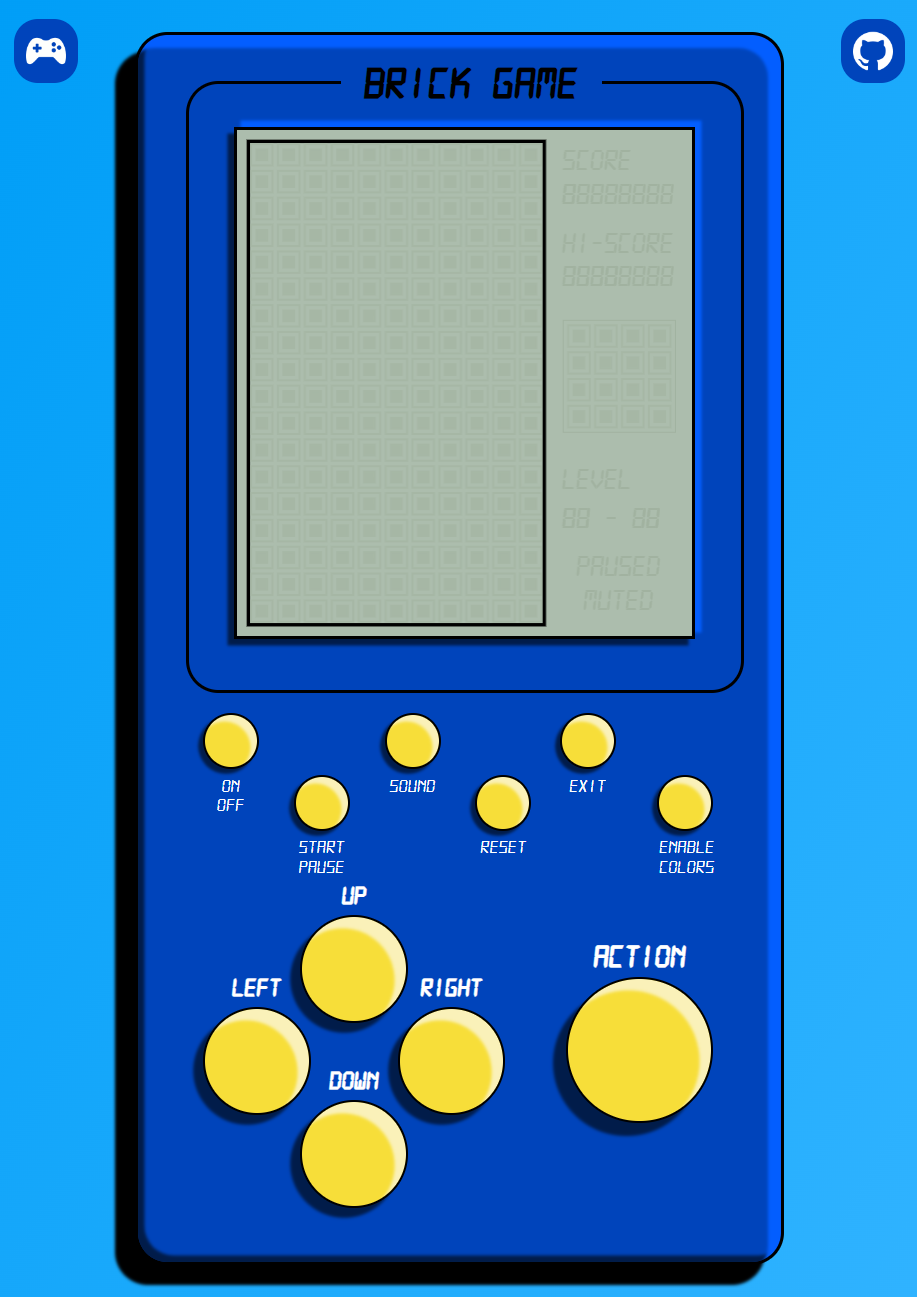 BRICK GAME
SCORE
88888888
HI-SCORE
88888888
LEVEL
88 - 88
PAUSED
MUTED
ON
OFF
SOUND
EXIT
START
PAUSE
RESET
ENABLE
COLORS
UP
LEFT
RIGHT
ACTION
DOWN